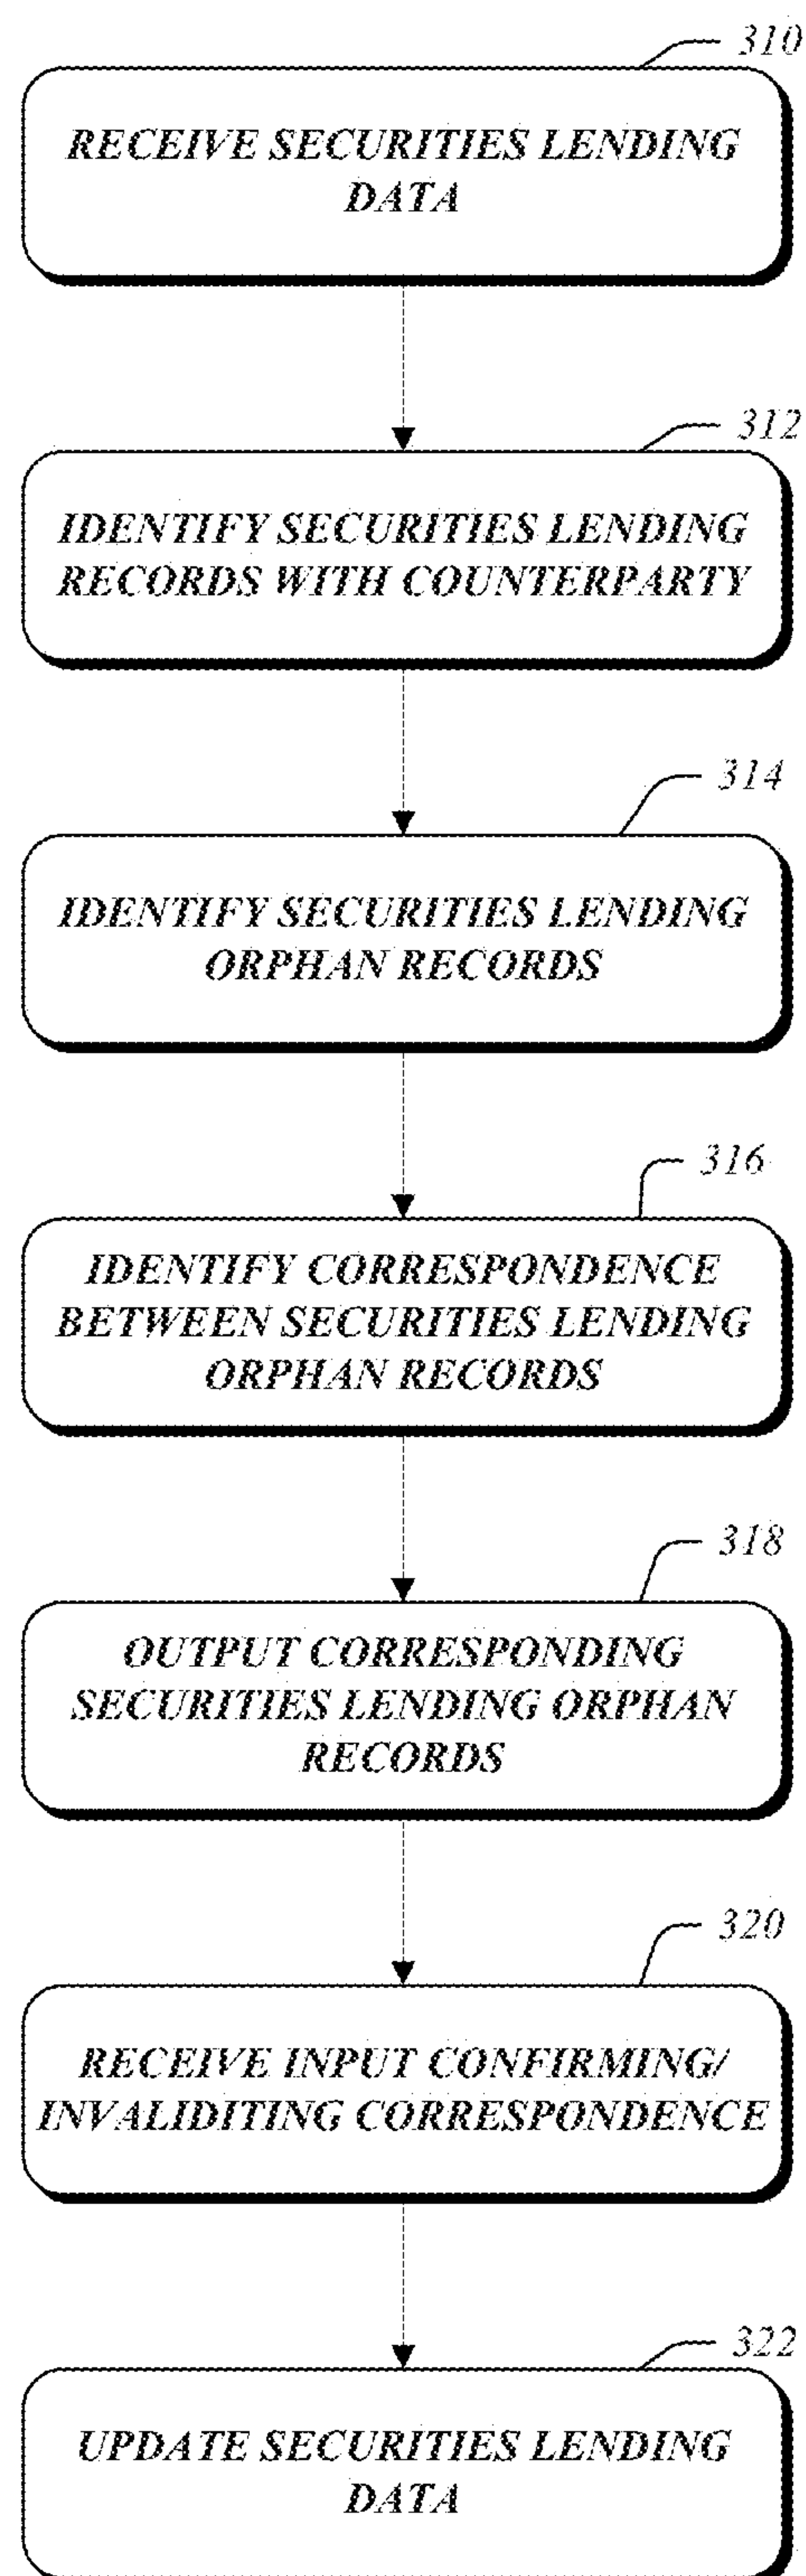 310
RECEIVE SECURITIES LENDING
DATA
312
IDENTIFY SECURITIES LENDING
RECORDS WITH COUNTERPARTY
314
IDENTIFY SECURITIES LENDING
ORPHAN RECORDS
316
IDENTIFY CORRESPONDENCE
BETWEEN SECURITIES LENDING
ORPHAN RECORDS
318
OUTPUT CORRESPONDING
SECURITIES LENDING ORPHAN
RECORDS
320
RECEIVE INPUT CONFIRMING/
INVALIDITING CORRESPONDENCE
322
UPDATE SECURITIES LENDING
DATA